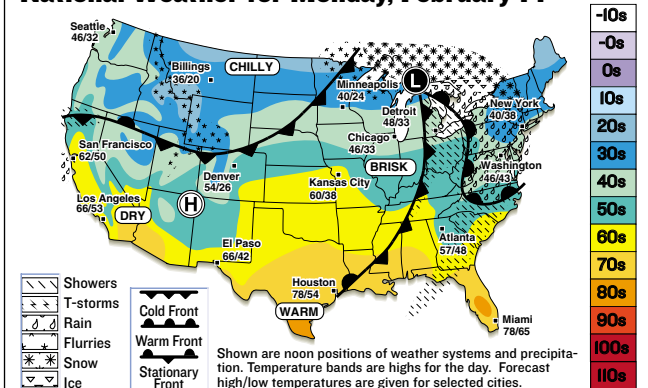 National Weather for Monday, February
Seattle
46/32
Billings
36/20
CHILLY
Minneapolis
40/24
L
Detroit
48/33
New York
40/38
San Francisco
62/50
Chicago
46/33
Denver
54/26
BRISK
Washington
46/43
Kansas City
60/38
Los Angeles
66/53
DRY
H
El Paso
66/42
Atlanta
57/48
Houston
78/54
WARM
Miami
78/65
-10s
-0s
0s
10s
20s
30s
40s
50s
60s
70s
80s
90s
100s
110s
Showers
T-storms
Rain
Flurries
Snow
Ice
Cold Front
Warm Front
Stationary
Front
Shown are noon positions of weather systems and precipita-
tion. Temperature bands are highs for the day. Forecast
high/low temperatures are given for selected cities.